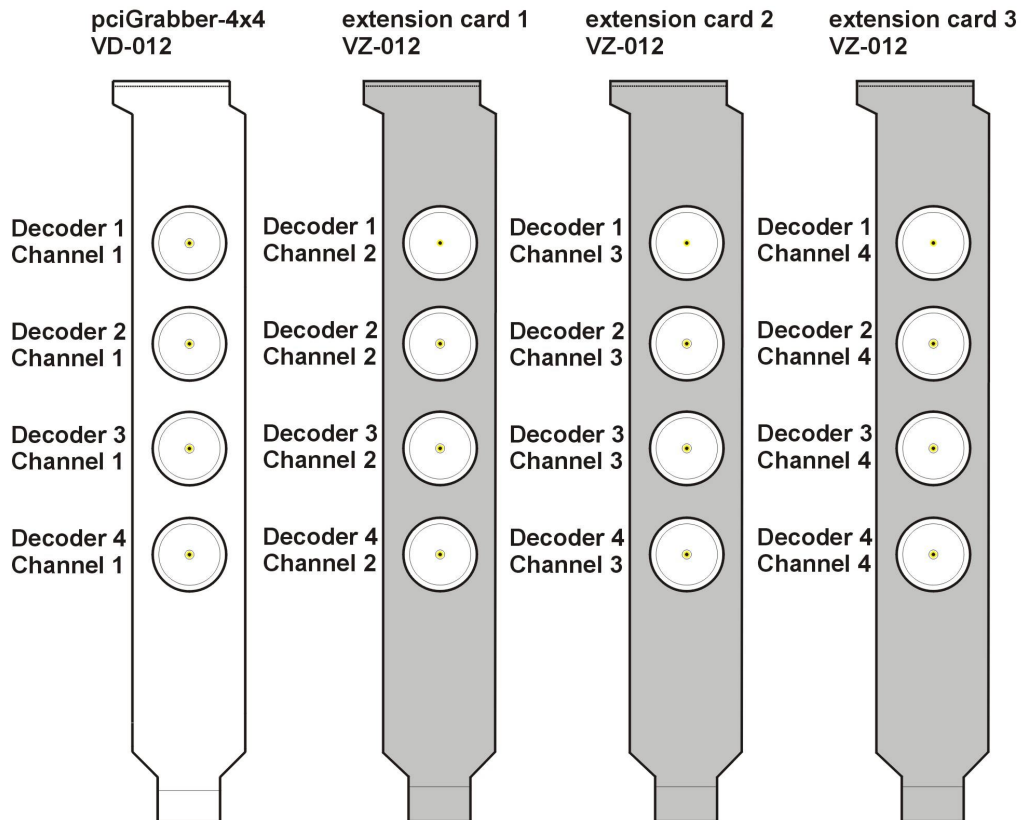 pciGrabber-4x4
VD-012
extension card 1
VZ-012
extension card 2
VZ-012
extension card 3
VZ-012
Decoder 1
Channel 1
Decoder 1
Channel 2
Decoder 1
Channel 3
Decoder 1
Channel 4
Decoder 2
Channel 1
Decoder 2
Channel 2
Decoder 2
Channel 3
Decoder 2
Channel 4
Decoder 3
Channel 1
Decoder 3
Channel 2
Decoder 3
Channel 3
Decoder 3
Channel 4
Decoder 4
Channel 1
Decoder 4
Channel 2
Decoder 4
Channel 3
Decoder 4
Channel 4